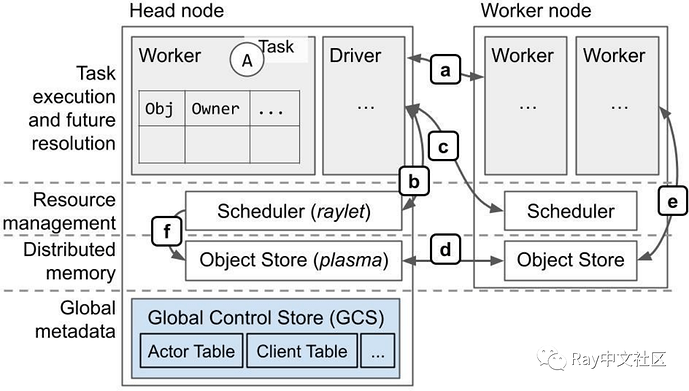 Head node
Worker node
Task
execution
and future
resolution
Worker
Task
A
Obj
Owner
...
Driver
...
a
Worker
...
Worker
...
c
b
e
Resource
management
Scheduler (raylet)
Scheduler
f
Distributed
memory
Object Store (plasma)
d
Object Store
Global
metadata
Global Control Store (GCS)
Actor Table
Client Table
...
Ray中文社区